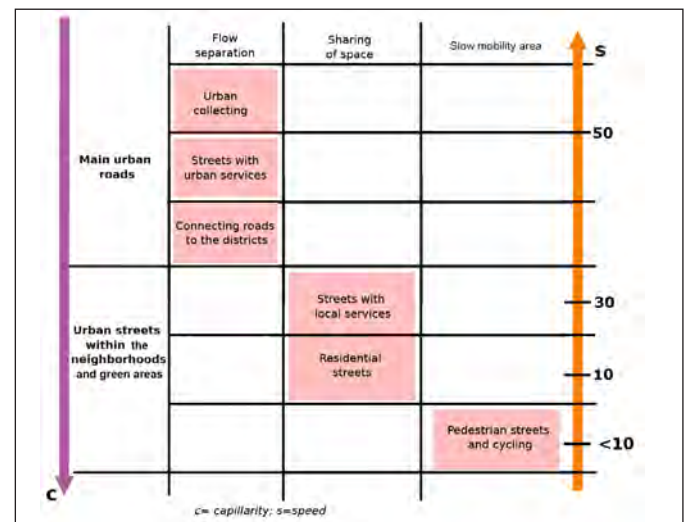 Flow
separation
Sharing
of space
Slow mobility area
S
Urban
collecting
50
Main urban
roads
Streets with
urban services
Connecting roads
to the districts
Streets with
local services
30
Urban streets
within the
neighborhoods
and green areas
Residential
streets
10
Pedestrian streets
and cycling
<10
C
c= capillarity; s=speed